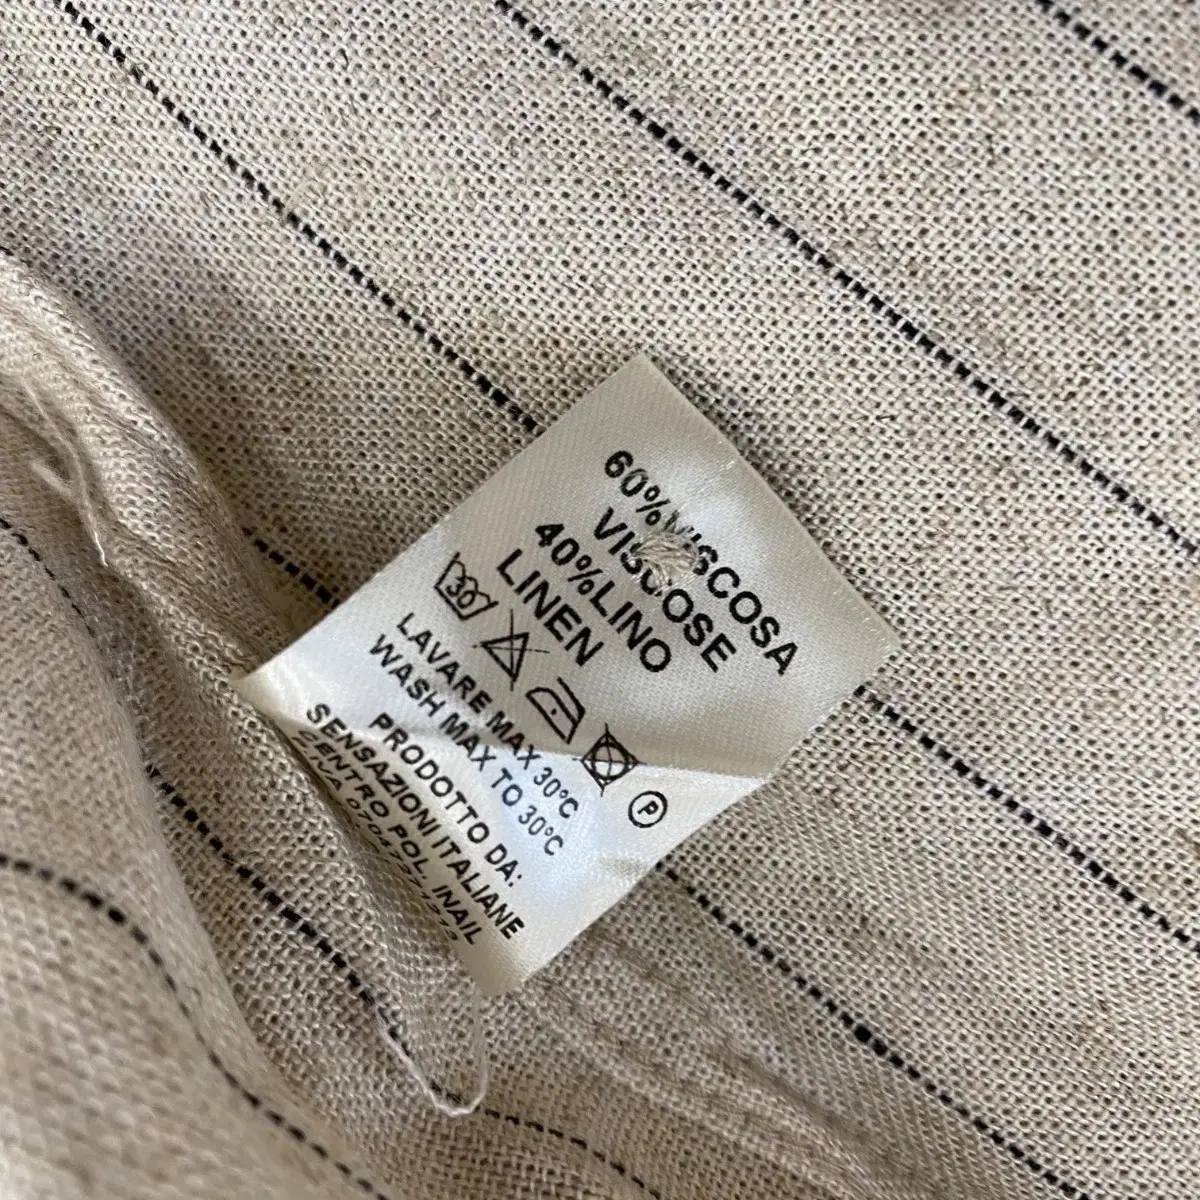 60% VISCOSA
VISCOSE
40%LINO
LINEN
30
P
LAVARE MAX 30°C
WASH MAX TO 30°C
PRODOTTO DA:
SENSAZIONI ITALIANE
CENTRO POL. INAIL